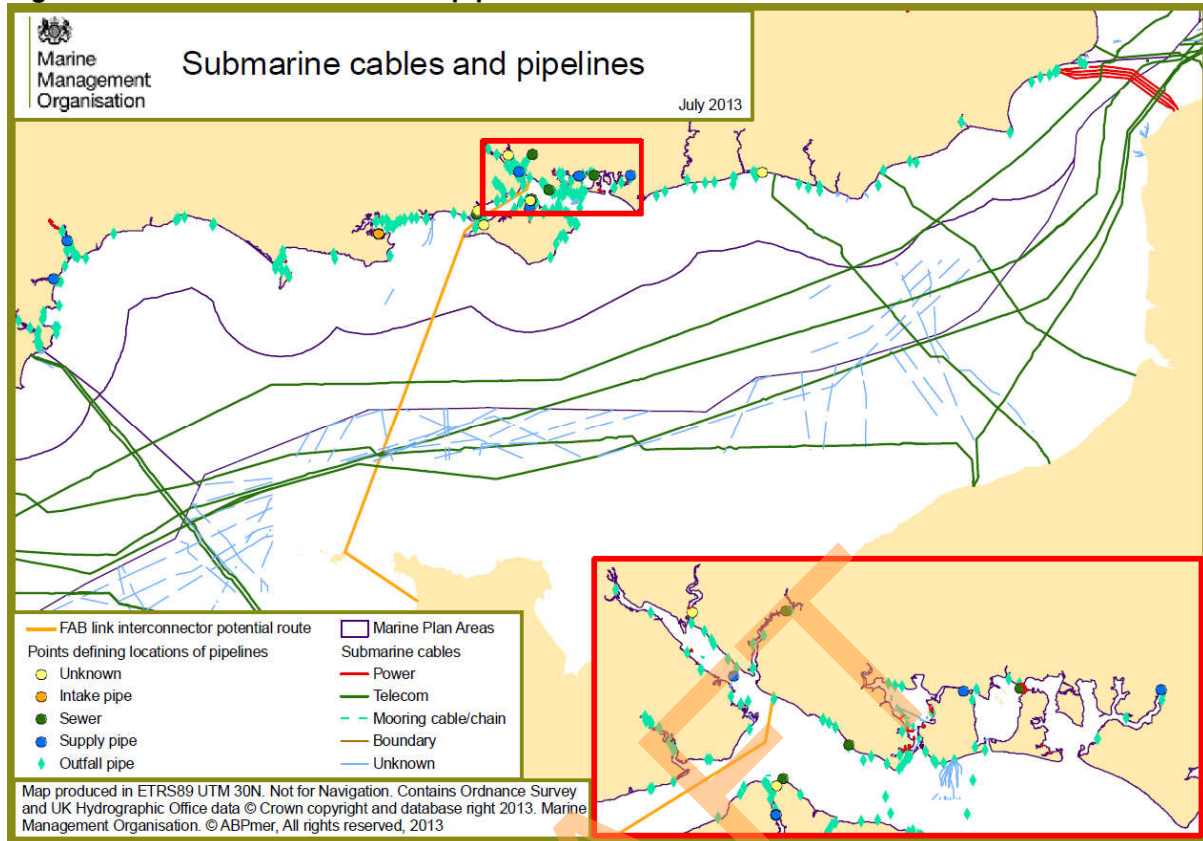 Marine
Management
Organisation
Submarine cables and pipelines
July 2013
FAB link interconnector potential route
Points defining locations of pipelines
Unknown
Intake pipe
Sewer
Supply pipe
Outfall pipe
Marine Plan Areas
Submarine cables
Power
Telecom
Mooring cable/chain
Boundary
Unknown
Map produced in ETRS89 UTM 30N. Not for Navigation. Contains Ordnance Survey
and UK Hydrographic Office data © Crown copyright and database right 2013. Marine
Management Organisation. © ABPmer, All rights reserved, 2013